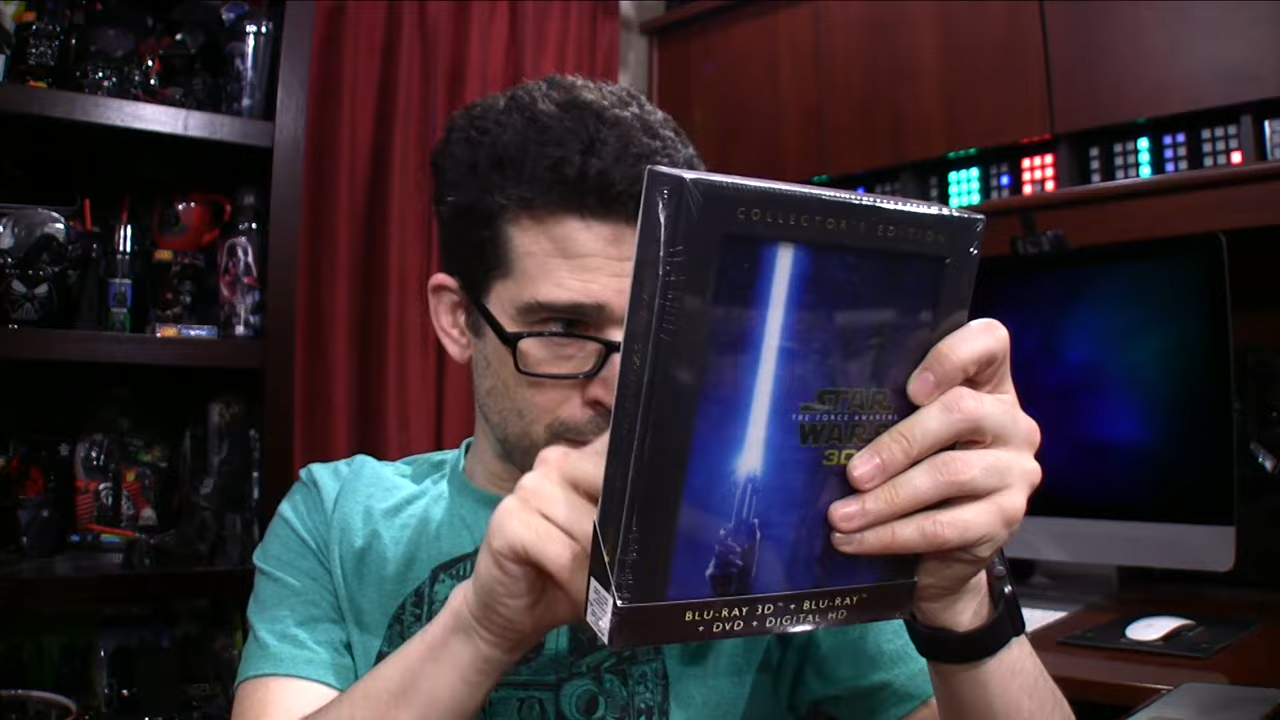 COLLECTOR'S EDITION
STAR
THE FORCE AWAKENS
WARS
3D
BLU-RAY 3D™ + BLU-RAY™
+ DVD + DIGITAL HD